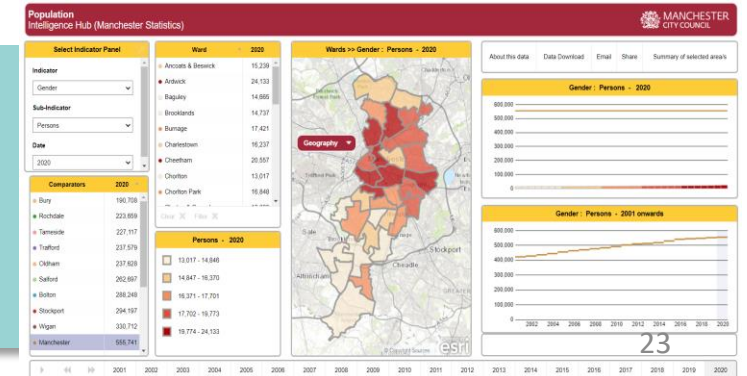 Population
Intelligence Hub (Manchester Statistics)
MANCHESTER
CITY COUNCIL
Select Indicator Panel
Indicator
Gender
Sub-Indicator
Persons
Date
2020
Comparators 2020
Bury 190,708
Rochdale 223,659
Tameside 227,117
Trafford 237,579
Oldham 237,628
Salford 262,697
Bolton 288,248
Stockport 294,197
Wigan 330,712
Manchester 555,741
Ward 2020
Ancoats & Beswick 15,239
Ardwick 24,133
Baguley 14,665
Brooklands 14,737
Burnage 17,421
Charlestown 16,237
Cheetham 20,557
Chorlton 13,017
Chorlton Park 16,848
Clear Filter
Persons - 2020
13,017 - 14,846
14,847 - 16,370
16,371 - 17,701
17,702 - 19,773
19,774 - 24,133
Wards >> Gender : Persons - 2020
Geography
Trafford Park
Sale
Stockport
Cheadle
Altrincham
esri
About this data Data Download Email Share Summary of selected area/s
Gender : Persons - 2020
600,000
500,000
400,000
300,000
200,000
100,000
0
Gender : Persons - 2001 onwards
600,000
500,000
400,000
300,000
200,000
100,000
0
2002 2004 2006 2008 2010 2012 2014 2016 2018 2020
23
2001 2002 2003 2004 2005 2006 2007 2008 2009 2010 2011 2012 2013 2014 2015 2016 2017 2018 2019 2020